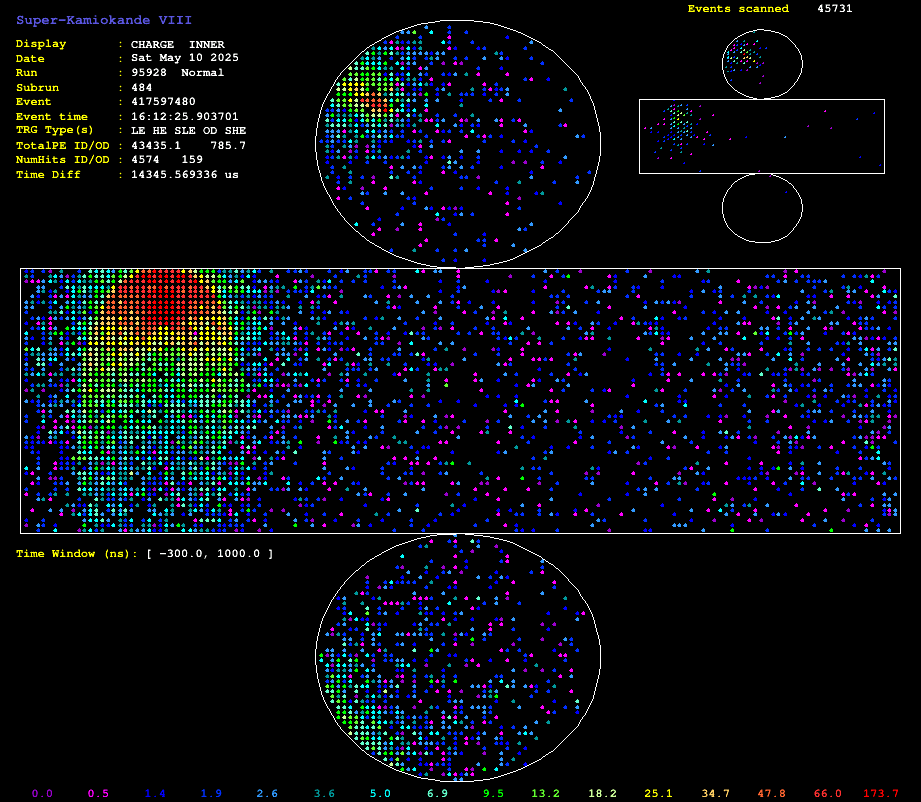 Events scanned 45731
Super-Kamiokande VIII
Display : CHARGE INNER
Date : Sat May 10 2025
Run : 95928 Normal
Subrun : 484
Event : 417597480
Event time : 16:12:25.903701
TRG Type(s) : LE HE SLE OD SHE
TotalPE ID/OD : 43435.1 785.7
NumHits ID/OD : 4574 159
Time Diff : 14345.569336 us
Time Window (ns): [ −300.0, 1000.0 ]
0.0 0.5 1.4 1.9 2.6 3.6 5.0 6.9 9.5 13.2 18.2 25.1 34.7 47.8 66.0 173.7